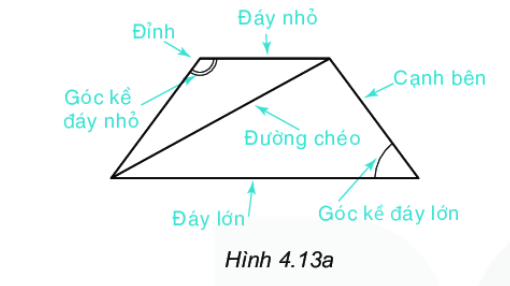 Đáy nhỏ
Đỉnh
Cạnh bên
Góc kề
đáy nhỏ
Đường chéo
Đáy lớn
Góc kề đáy lớn
Hình 4.13a